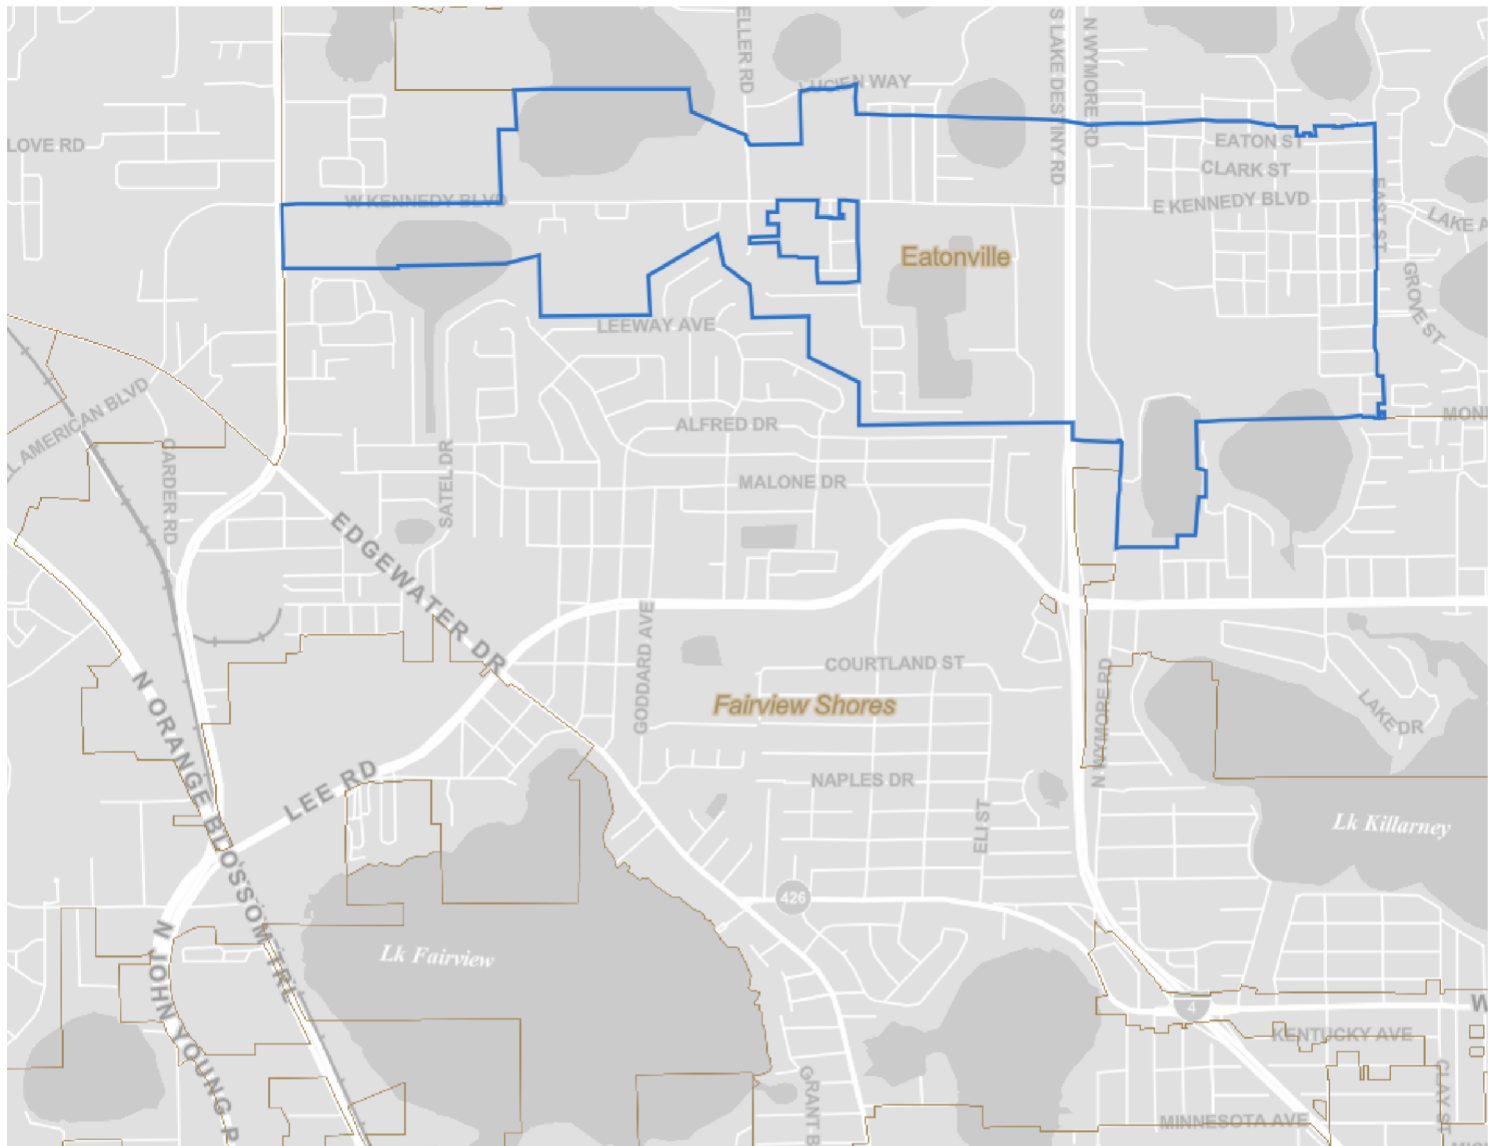 ELLER RD
S LAKE DESTINY RD
N WYMORE RD
LUCIEN WAY
LOVE RD
EATON ST
CLARK ST
W KENNEDY BLVD
E KENNEDY BLVD
EAST ST
LAKE A
Eatonville
GROVE ST
LEEWAY AVE
L AMERICAN BLVD
CARDER RD
SATEL DR
ALFRED DR
MON
MALONE DR
EDGEWATER DR
GODDARD AVE
COURTLAND ST
N WYMORE RD
LAKE DR
Fairview Shores
N ORANGE BLOSSOM TRL
LEE RD
NAPLES DR
ELI ST
Lk Killarney
426
Lk Fairview
N JOHN YOUNG P
4
W
KENTUCKY AVE
GRANT B
CLAY ST
MINNESOTA AVE